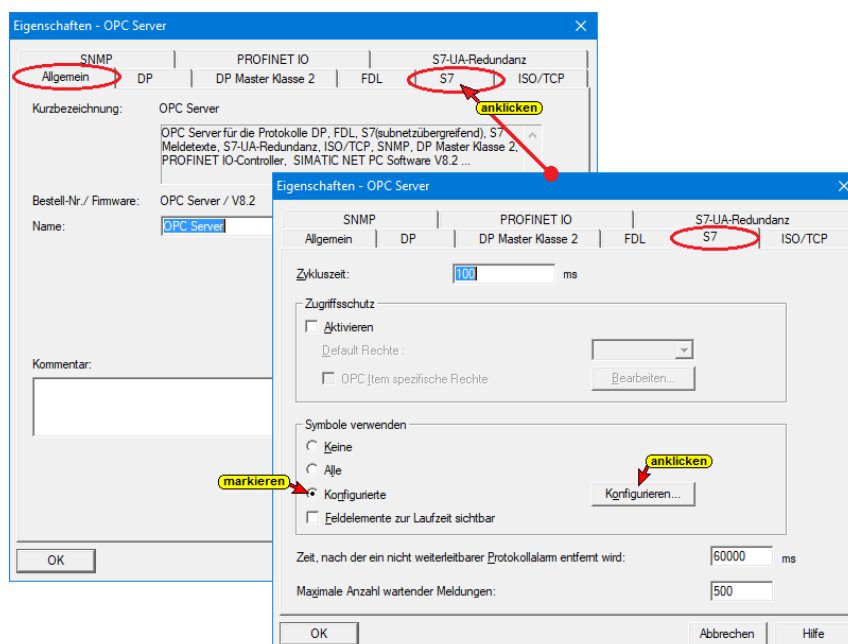 Eigenschaften - OPC Server
SNMP PROFINET IO S7-UA-Redundanz
Allgemein DP DP Master Klasse 2 FDL S7 ISO/TCP
anklicken
Kurzbezeichnung: OPC Server
OPC Server für die Protokolle DP, FDL, S7(subnetzübergreifend), S7
Meldetexte, S7-UA-Redundanz, ISO/TCP, SNMP, DP Master Klasse 2,
PROFINET IO-Controller, SIMATIC NET PC Software V8.2 ...
Bestell-Nr./ Firmware: OPC Server / V8.2
Name: OPC Server
Kommentar:
OK
Eigenschaften - OPC Server
SNMP PROFINET IO S7-UA-Redundanz
Allgemein DP DP Master Klasse 2 FDL S7 ISO/TCP
Zykluszeit: 100 ms
Zugriffsschutz
Aktivieren
Default Rechte :
OPC Item spezifische Rechte Bearbeiten...
Symbole verwenden
Keine
Alle
anklicken
markieren
Konfigurierte Konfigurieren...
Feldelemente zur Laufzeit sichtbar
Zeit, nach der ein nicht weiterleitbarer Protokollalarm entfernt wird: 60000 ms
Maximale Anzahl wartender Meldungen: 500
OK Abbrechen Hilfe